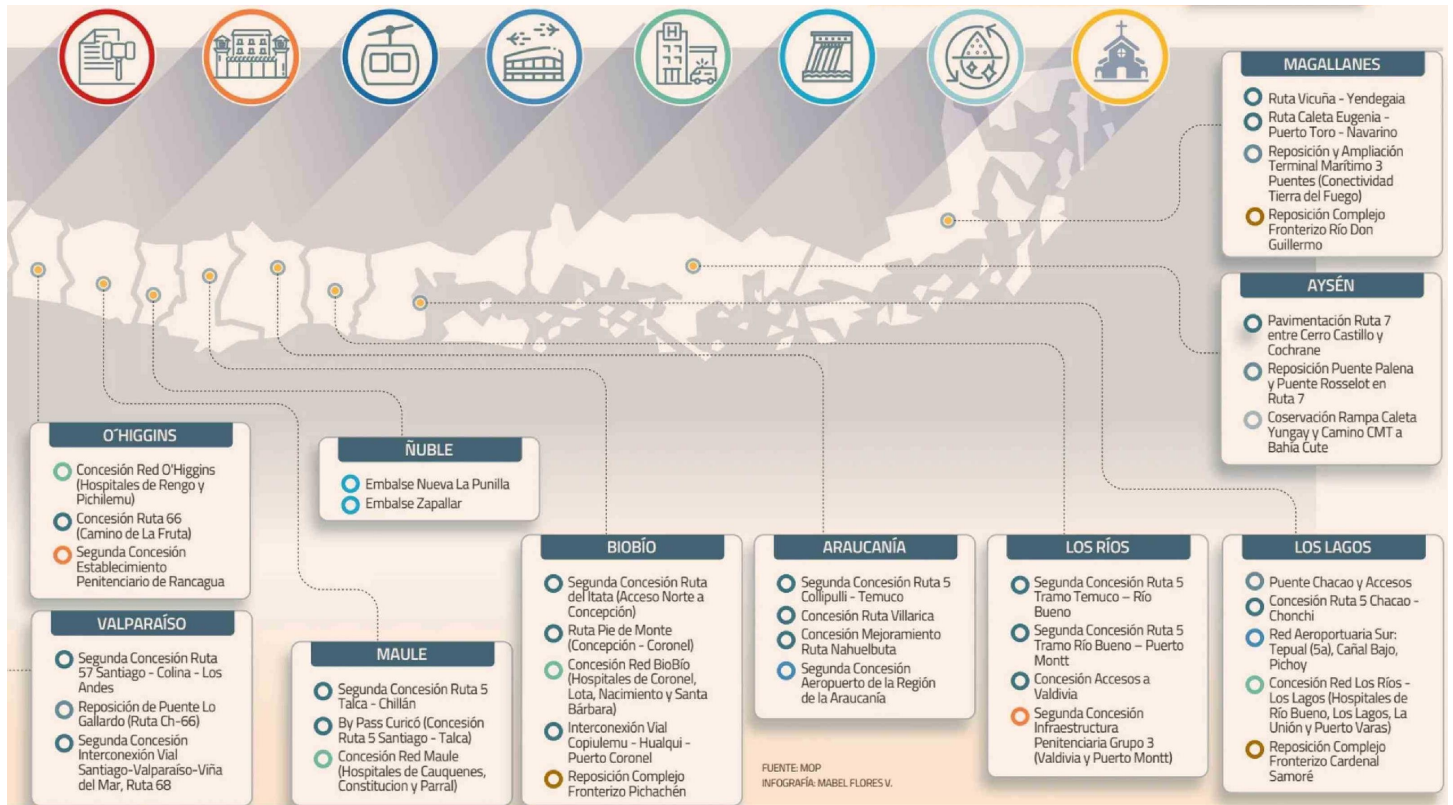 MAGALLANES
Ruta Vicuña - Yendegaia
Ruta Caleta Eugenia -
Puerto Toro - Navarino
Reposición y Ampliación
Terminal Marítimo 3
Puentes (Conectividad
Tierra del Fuego)
Reposición Complejo
Fronterizo Río Don
Guillermo
AYSÉN
Pavimentación Ruta 7
entre Cerro Castillo y
Cochrane
Reposición Puente Palena
y Puente Rosselot en
Ruta 7
Coservación Rampa Caleta
Yungay y Camino CMT a
Bahía Cute
O´HIGGINS
Concesión Red O'Higgins
(Hospitales de Rengo y
Pichilemu)
Concesión Ruta 66
(Camino de La Fruta)
Segunda Concesión
Establecimiento
Penitenciario de Rancagua
ÑUBLE
Embalse Nueva La Punilla
Embalse Zapallar
VALPARAÍSO
Segunda Concesión Ruta
57 Santiago - Colina - Los
Andes
Reposición de Puente Lo
Gallardo (Ruta Ch-66)
Segunda Concesión
Interconexión Vial
Santiago-Valparaíso-Viña
del Mar, Ruta 68
MAULE
Segunda Concesión Ruta 5
Talca - Chillán
By Pass Curicó (Concesión
Ruta 5 Santiago - Talca)
Concesión Red Maule
(Hospitales de Cauquenes,
Constitucion y Parral)
BIOBÍO
Segunda Concesión Ruta
del Itata (Acceso Norte a
Concepción)
Ruta Pie de Monte
(Concepción - Coronel)
Concesión Red BioBío
(Hospitales de Coronel,
Lota, Nacimiento y Santa
Bárbara)
Interconexión Vial
Copiulemu - Hualqui -
Puerto Coronel
Reposición Complejo
Fronterizo Pichachén
ARAUCANÍA
Segunda Concesión Ruta 5
Collipulli - Temuco
Concesión Ruta Villarica
Concesión Mejoramiento
Ruta Nahuelbuta
Segunda Concesión
Aeropuerto de la Región
de la Araucanía
LOS RÍOS
Segunda Concesión Ruta 5
Tramo Temuco – Río
Bueno
Segunda Concesión Ruta 5
Tramo Río Bueno – Puerto
Montt
Concesión Accesos a
Valdivia
Segunda Concesión
Infraestructura
Penitenciaria Grupo 3
(Valdivia y Puerto Montt)
LOS LAGOS
Puente Chacao y Accesos
Concesión Ruta 5 Chacao -
Chonchi
Red Aeroportuaria Sur:
Tepual (5a), Cañal Bajo,
Pichoy
Concesión Red Los Ríos -
Los Lagos (Hospitales de
Río Bueno, Los Lagos, La
Unión y Puerto Varas)
Reposición Complejo
Fronterizo Cardenal
Samoré
FUENTE: MOP
INFOGRAFÍA: MABEL FLORES V.
H